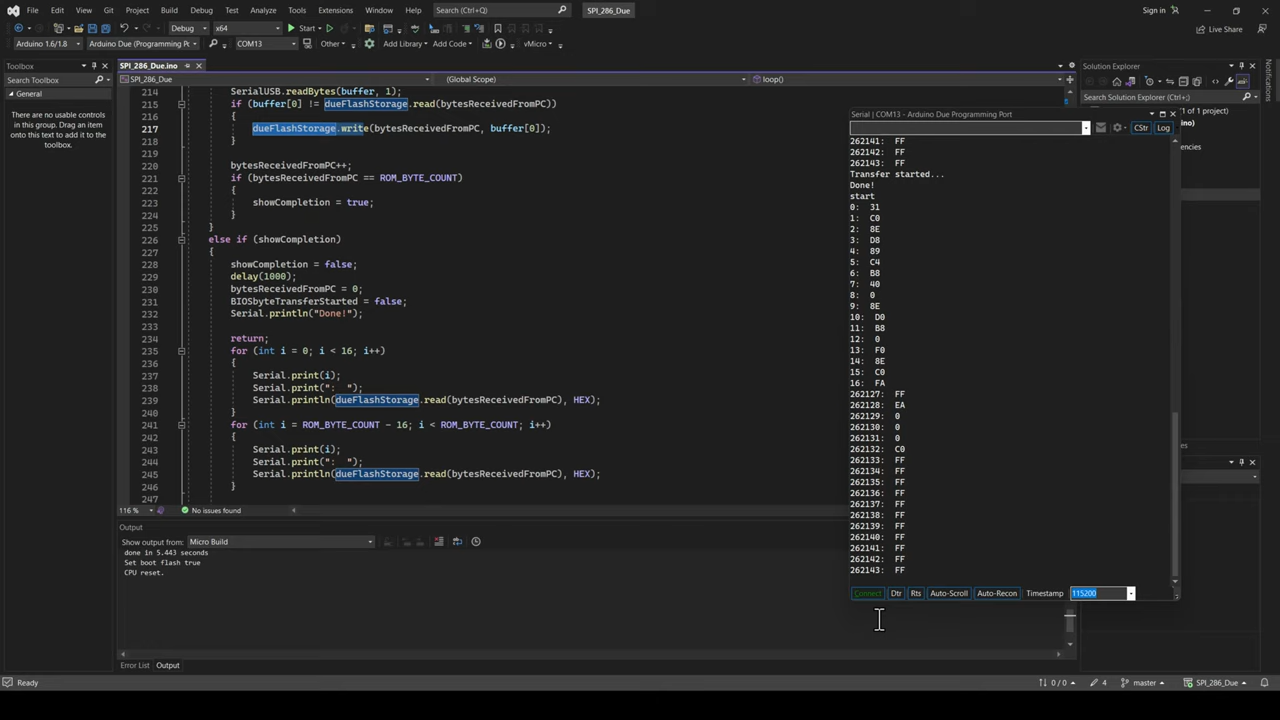 File Edit View Git Project Build Debug Test Analyze Tools Extensions Window Help Search (Ctrl+Q) SPI_286_Due Sign in
Debug x64 Start Live Share
Arduino 1.6/1.8 Arduino Due (Programming Port) COM13 Other Add Library Add Code vMicro
Toolbox
Search Toolbox
General
There are no usable
controls in this group. Drag an
item onto this text to add it to
the toolbox.
SPI_286_Due.ino
SPI_286_Due (Global Scope) loop()
214 SerialUSB.readBytes(buffer, 1);
215 if (buffer[0] != dueFlashStorage.read(bytesReceivedFromPC))
216 {
217 dueFlashStorage.write(bytesReceivedFromPC, buffer[0]);
218 }
219
220 bytesReceivedFromPC++;
221 if (bytesReceivedFromPC == ROM_BYTE_COUNT)
222 {
223 showCompletion = true;
224 }
225 }
226 else if (showCompletion)
227 {
228 showCompletion = false;
229 delay(1000);
230 bytesReceivedFromPC = 0;
231 BIOSbyteTransferStarted = false;
232 Serial.println("Done!");
233
234 return;
235 for (int i = 0; i < 16; i++)
236 {
237 Serial.print(i);
238 Serial.print(": ");
239 Serial.println(dueFlashStorage.read(bytesReceivedFromPC), HEX);
240 }
241 for (int i = ROM_BYTE_COUNT - 16; i < ROM_BYTE_COUNT; i++)
242 {
243 Serial.print(i);
244 Serial.print(": ");
245 Serial.println(dueFlashStorage.read(bytesReceivedFromPC), HEX);
246 }
247
116 % No issues found
Output
Show output from: Micro Build
done in 5.443 seconds
Set boot flash true
CPU reset.
Error List Output
Serial | COM13 - Arduino Due Programming Port
CStr Log
262141: FF
262142: FF
262143: FF
Transfer started...
Done!
start
0: 31
1: C0
2: 8E
3: D8
4: 89
5: C4
6: B8
7: 40
8: 0
9: 8E
10: D0
11: B8
12: 0
13: F0
14: 8E
15: C0
16: FA
262127: FF
262128: EA
262129: 0
262130: 0
262131: 0
262132: C0
262133: FF
262134: FF
262135: FF
262136: FF
262137: FF
262138: FF
262139: FF
262140: FF
262141: FF
262142: FF
262143: FF
Connect Dtr Rts Auto-Scroll Auto-Recon Timestamp 115200
Solution Explorer
Search Solution Explorer (Ctrl+;)
of 1 project)
Notifications
Ready 0 / 0 4 master SPI_286_Due